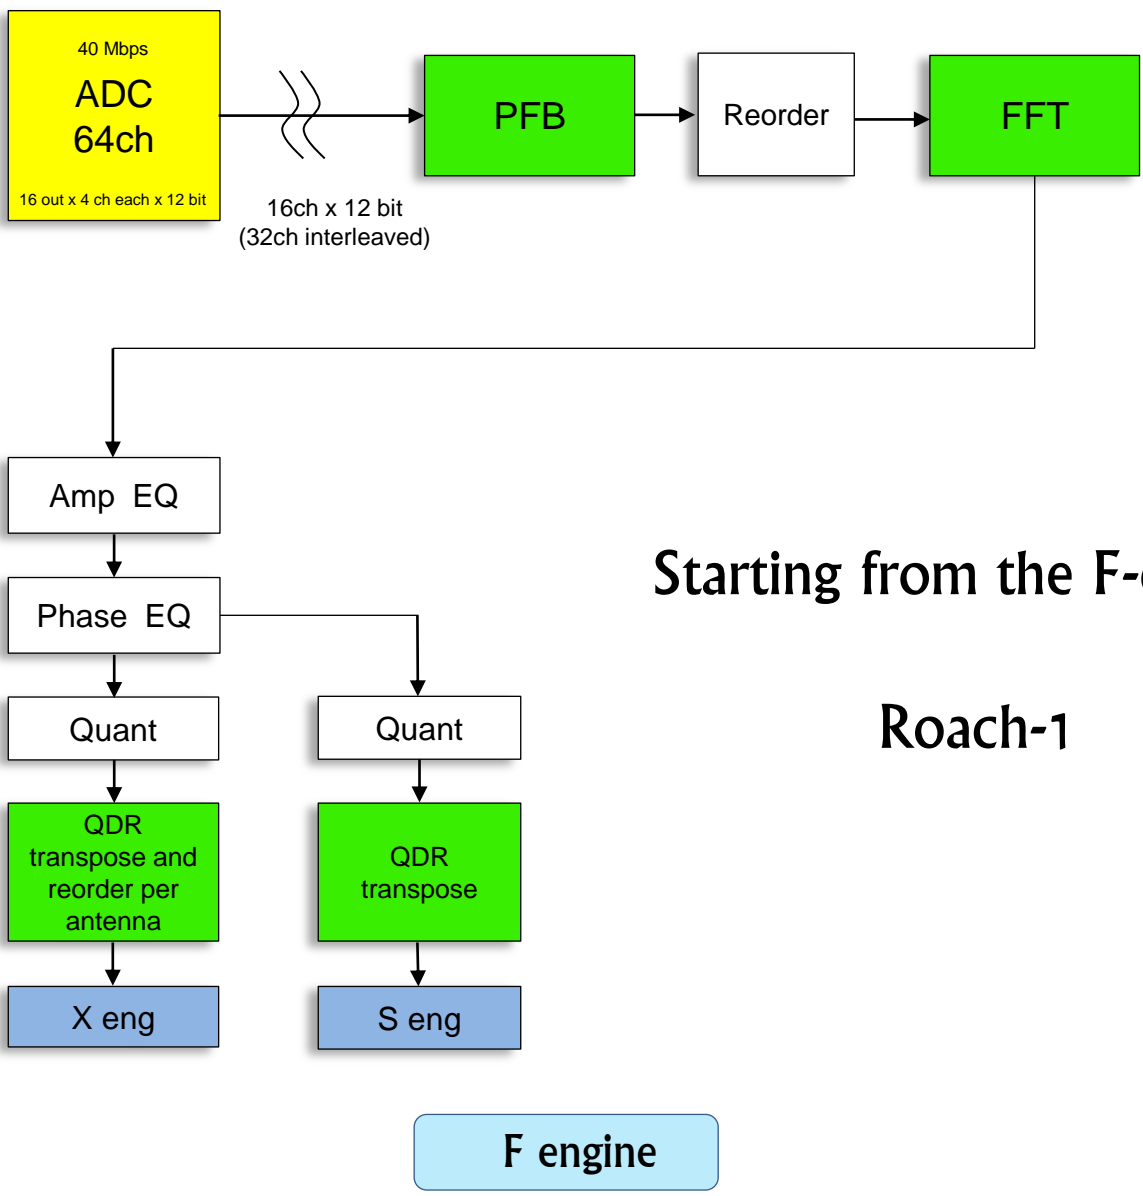 40 Mbps
ADC
64ch
16 out x 4 ch each x 12 bit
16ch x 12 bit
(32ch interleaved)
PFB
Reorder
FFT
Amp EQ
Phase EQ
Quant
Quant
QDR
transpose and
reorder per
antenna
QDR
transpose
X eng
S eng
Starting from the F-
Roach-1
F engine